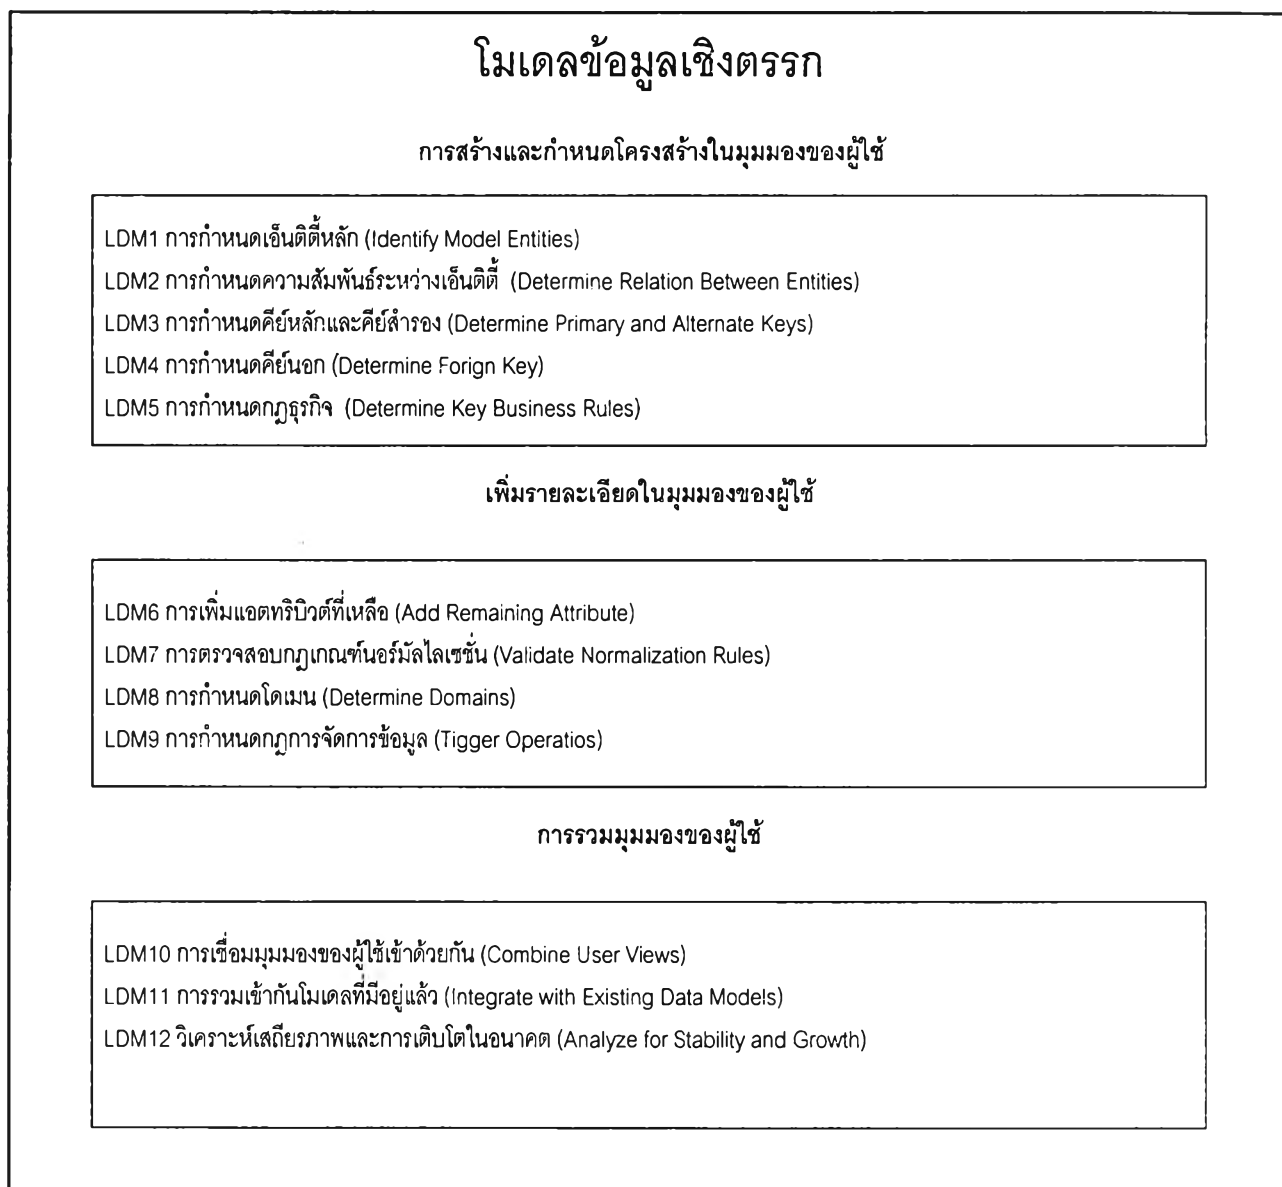 โมเดลข้อมูลเชิงตรรก
การสร้างและกำหนดโครงสร้างในมุมมองของผู้ใช้
LDM1 การกำหนดเอ็นติตี้หลัก (Identify Model Entities)
LDM2 การกำหนดความสัมพันธ์ระหว่างเอ็นติตี้ (Determine Relation Between Entities)
LDM3 การกำหนดคีย์หลักและคีย์สำรอง (Determine Primary and Alternate Keys)
LDM4 การกำหนดคีย์นอก (Determine Forign Key)
LDM5 การกำหนดกฎธุรกิจ (Determine Key Business Rules)
เพิ่มรายละเอียดในมุมมองของผู้ใช้
LDM6 การเพิ่มแอตทริบิวต์ที่เหลือ (Add Remaining Attribute)
LDM7 การตรวจสอบกฎเกณฑ์นอร์มัลไลเซชั่น (Validate Normalization Rules)
LDM8 การกำหนดโดเมน (Determine Domains)
LDM9 การกำหนดกฎการจัดการข้อมูล (Tigger Operatios)
การรวมมุมมองของผู้ใช้
LDM10 การเชื่อมมุมมองของผู้ใช้เข้าด้วยกัน (Combine User Views)
LDM11 การรวมเข้ากันโมเดลที่มีอยู่แล้ว (Integrate with Existing Data Models)
LDM12 วิเคราะห์เสถียรภาพและการเติบโตในอนาคต (Analyze for Stability and Growth)